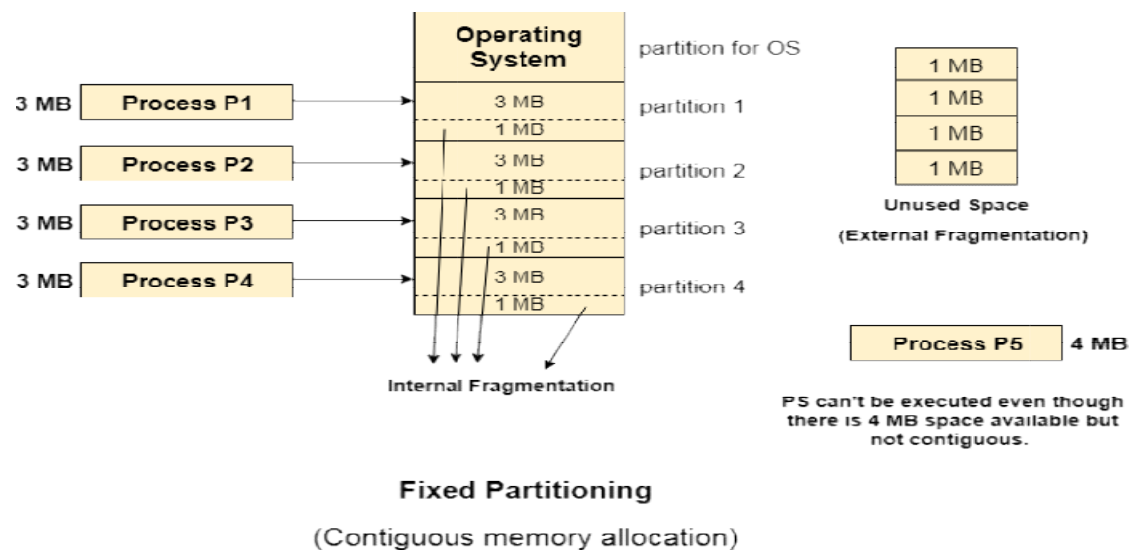 Operating
System
partition for OS
3 MB
Process P1
3 MB
1 MB
partition 1
3 MB
Process P2
3 MB
1 MB
partition 2
3 MB
Process P3
3 MB
1 MB
partition 3
3 MB
Process P4
3 MB
1 MB
partition 4
Internal Fragmentation
1 MB
1 MB
1 MB
1 MB
Unused Space
(External Fragmentation)
Process P5
4 MB
PS can't be executed even though
there is 4 MB space available but
not contiguous.
Fixed Partitioning
(Contiguous memory allocation)